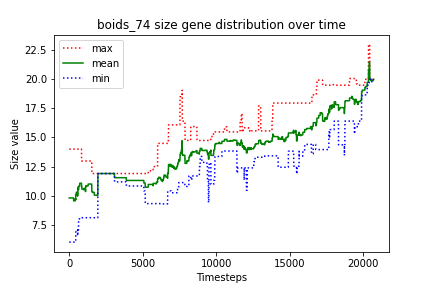 boids_74 size gene distribution over time
max
mean
min
Size value
22.5
20.0
17.5
15.0
12.5
10.0
7.5
0
5000
10000
15000
20000
Timesteps